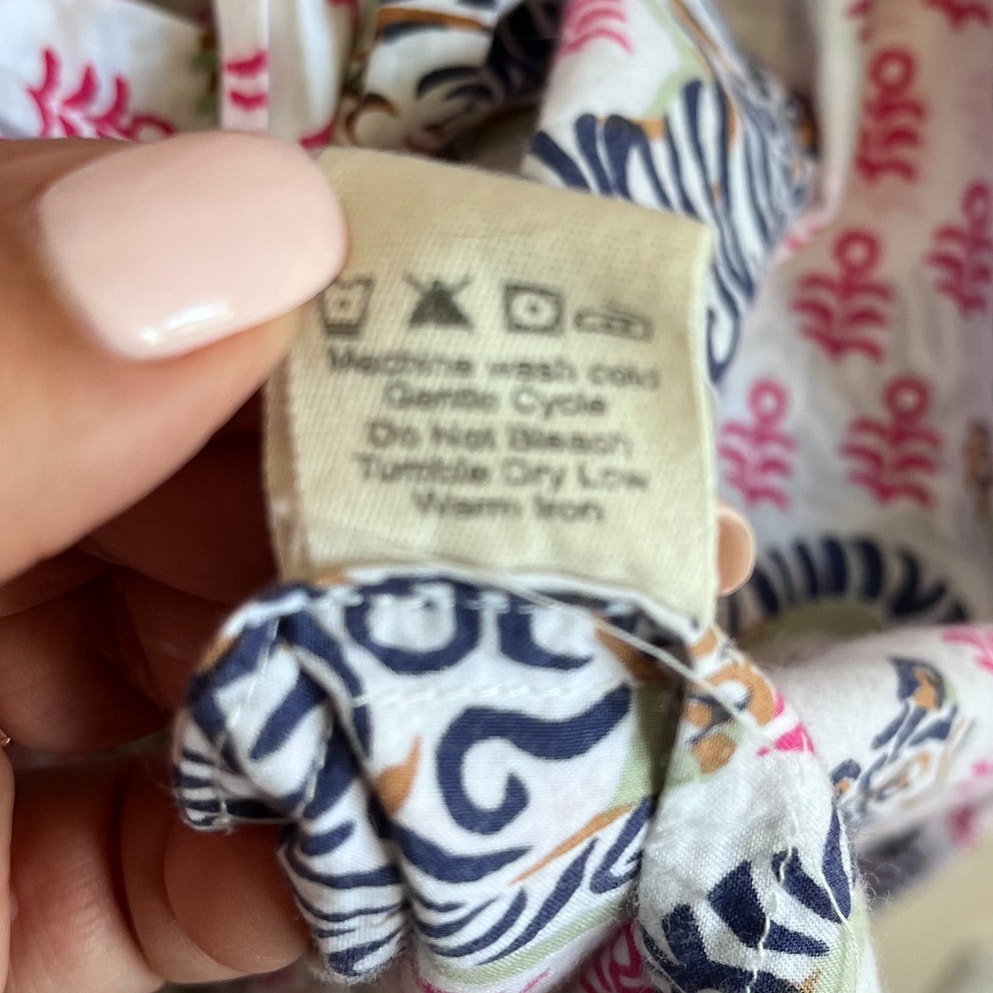 Machine wash cold
Gentle Cycle
Do Not Bleach
Tumble Dry Low
Warm Iron